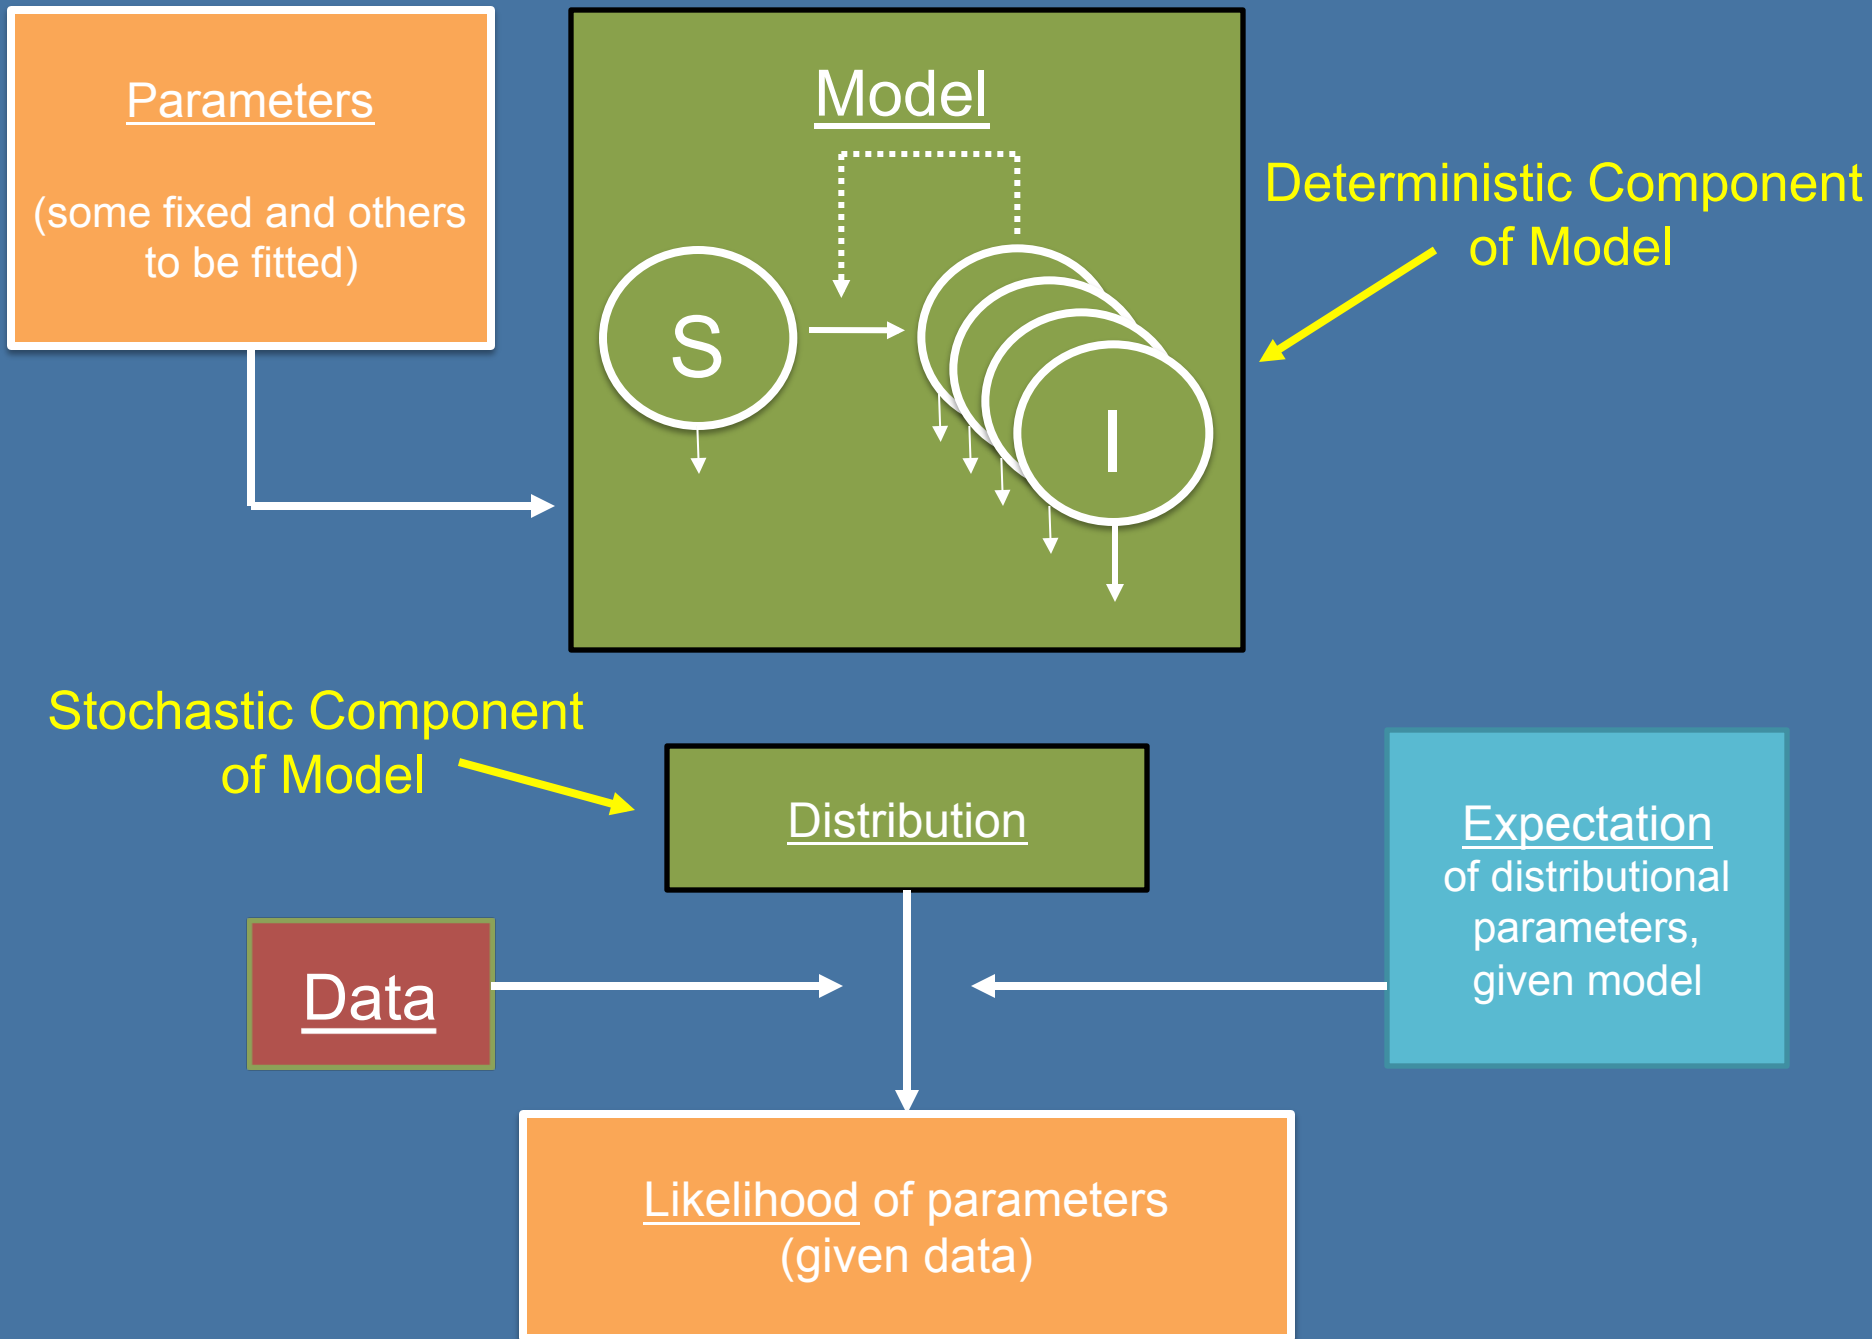 Parameters
(some fixed and others
to be fitted)
Model
S
I
Deterministic Component
of Model
Stochastic Component
of Model
Distribution
Expectation
of distributional
parameters,
given model
Data
Likelihood of parameters
(given data)